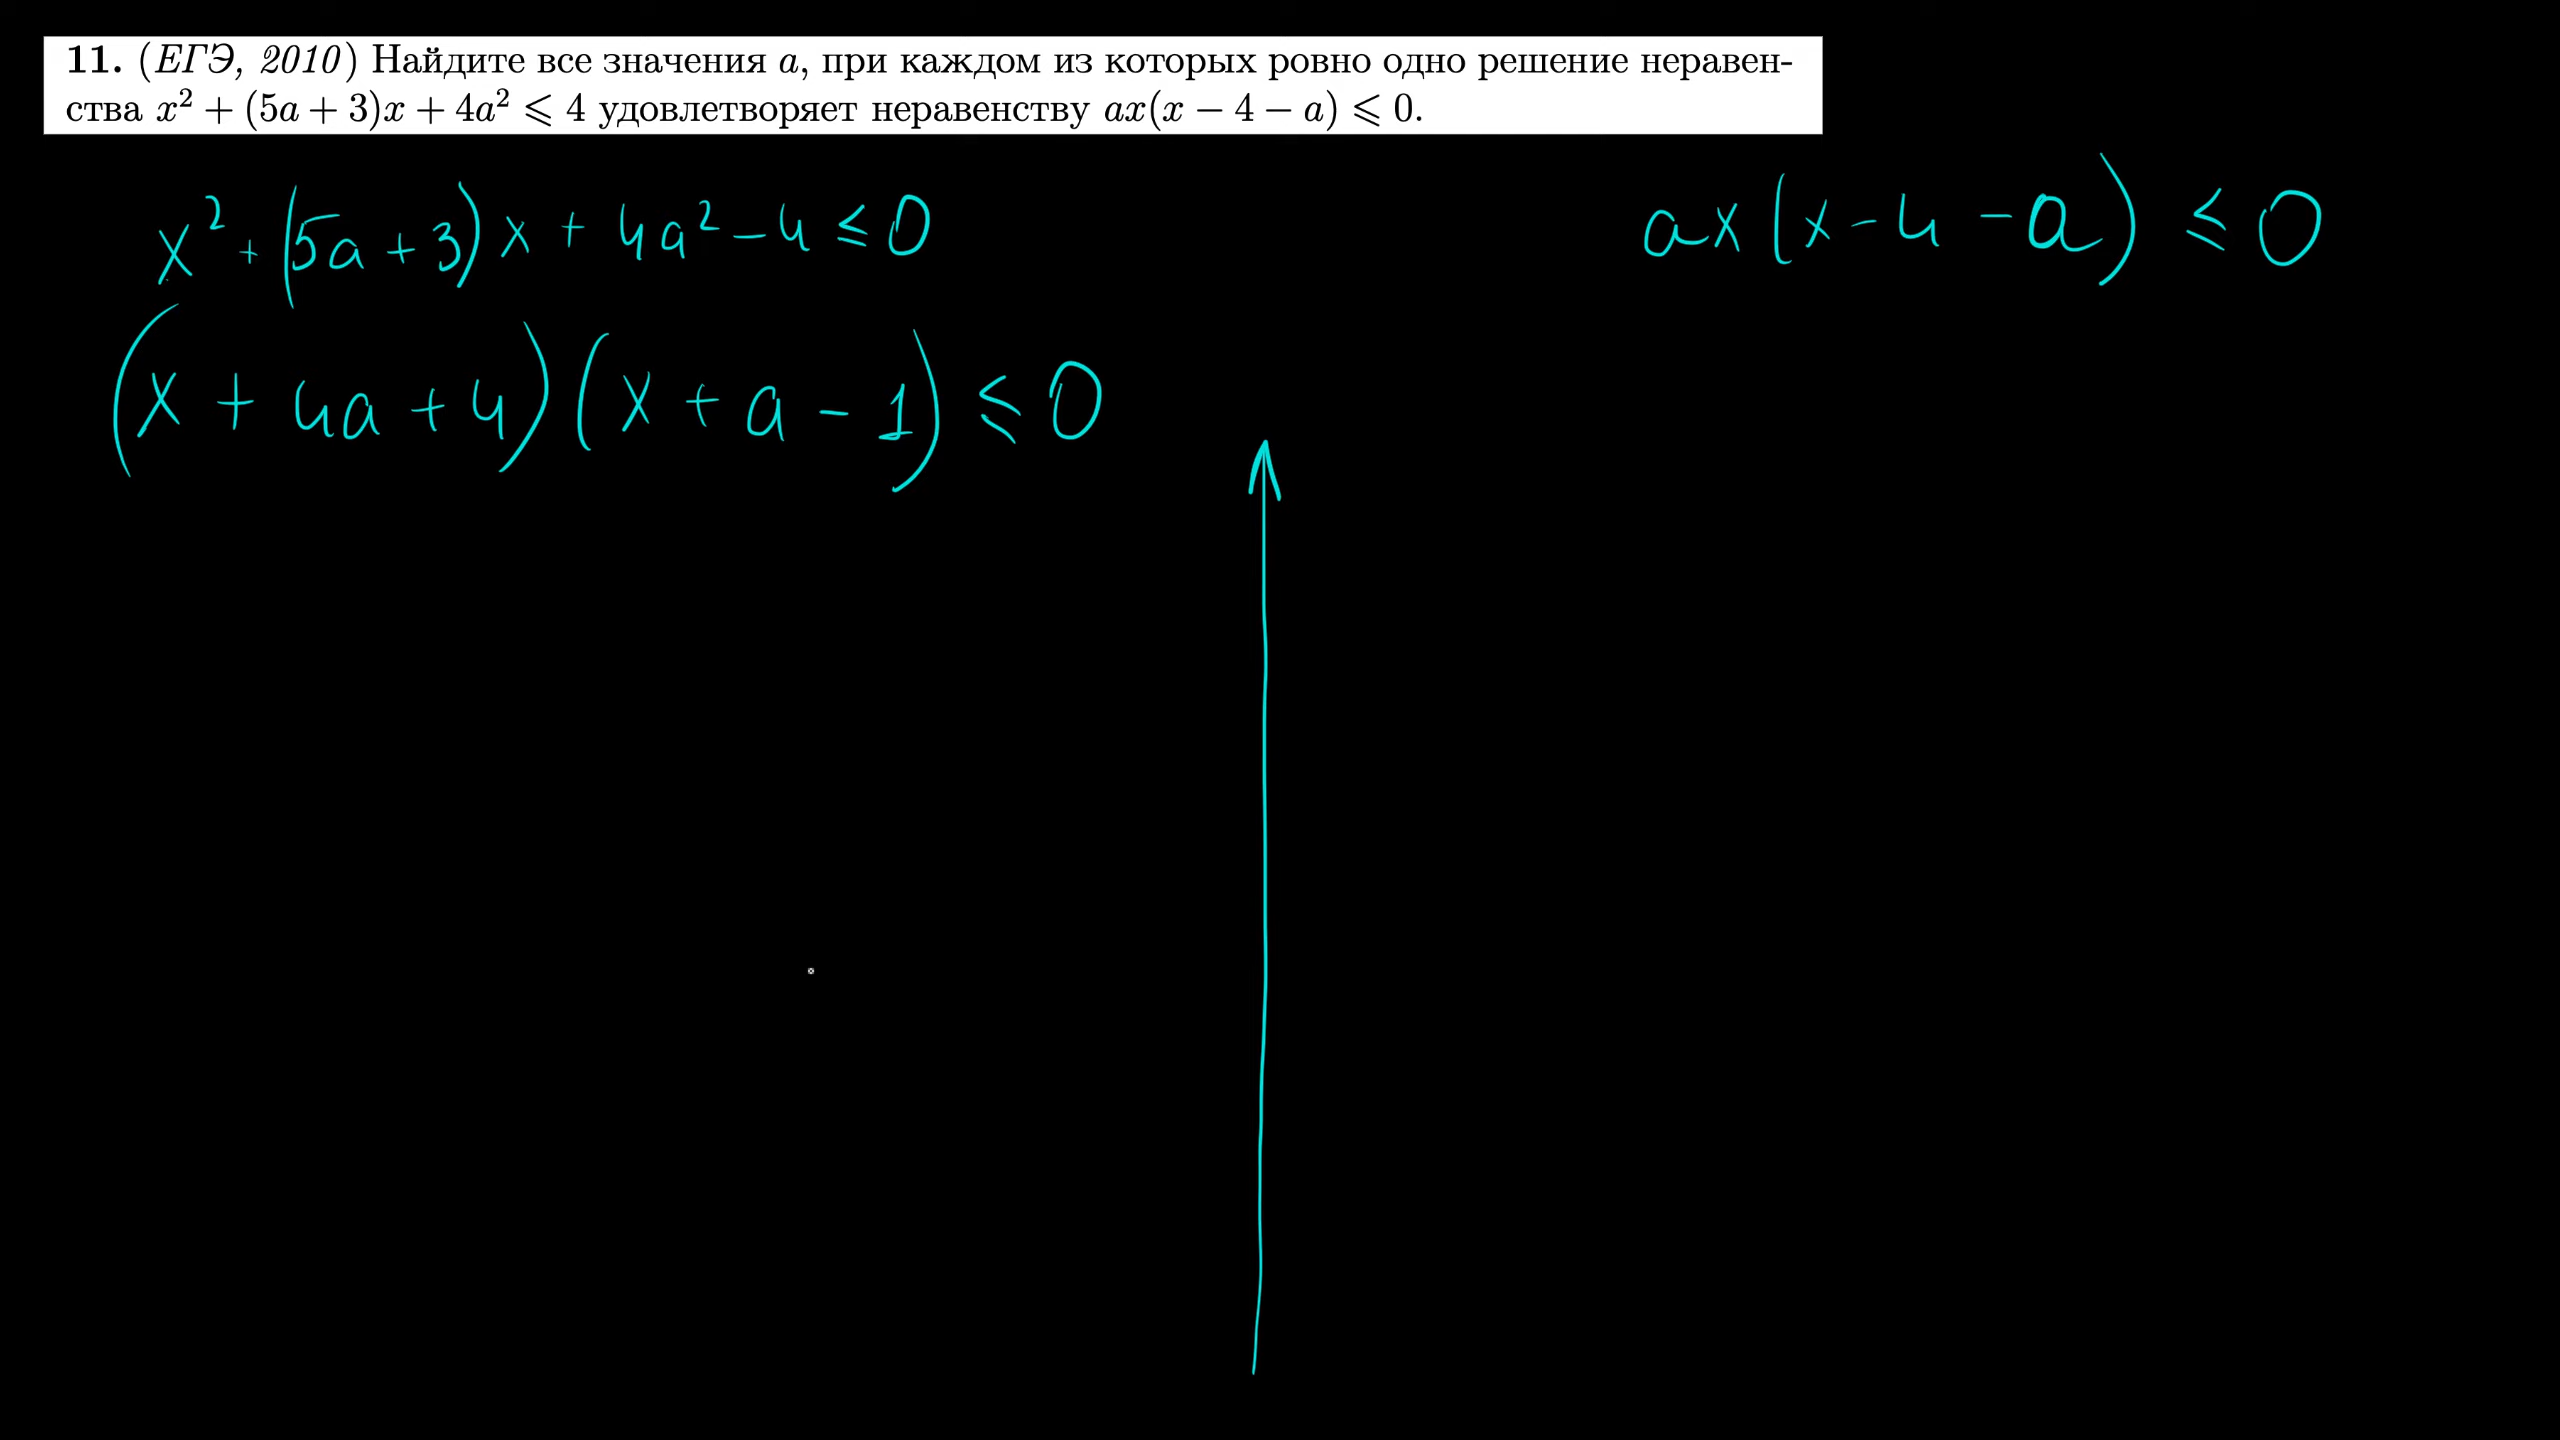 11. (ЕГЭ, 2010) Найдите все значения a, при каждом из которых ровно одно решение неравен-
ства x² + (5a + 3)x + 4a² ⩽ 4 удовлетворяет неравенству ax(x − 4 − a) ⩽ 0.
x² + (5a + 3)x + 4a² − 4 ≤ 0
ax(x − 4 − a) ≤ 0
(x + 4a + 4)(x + a − 1) ≤ 0